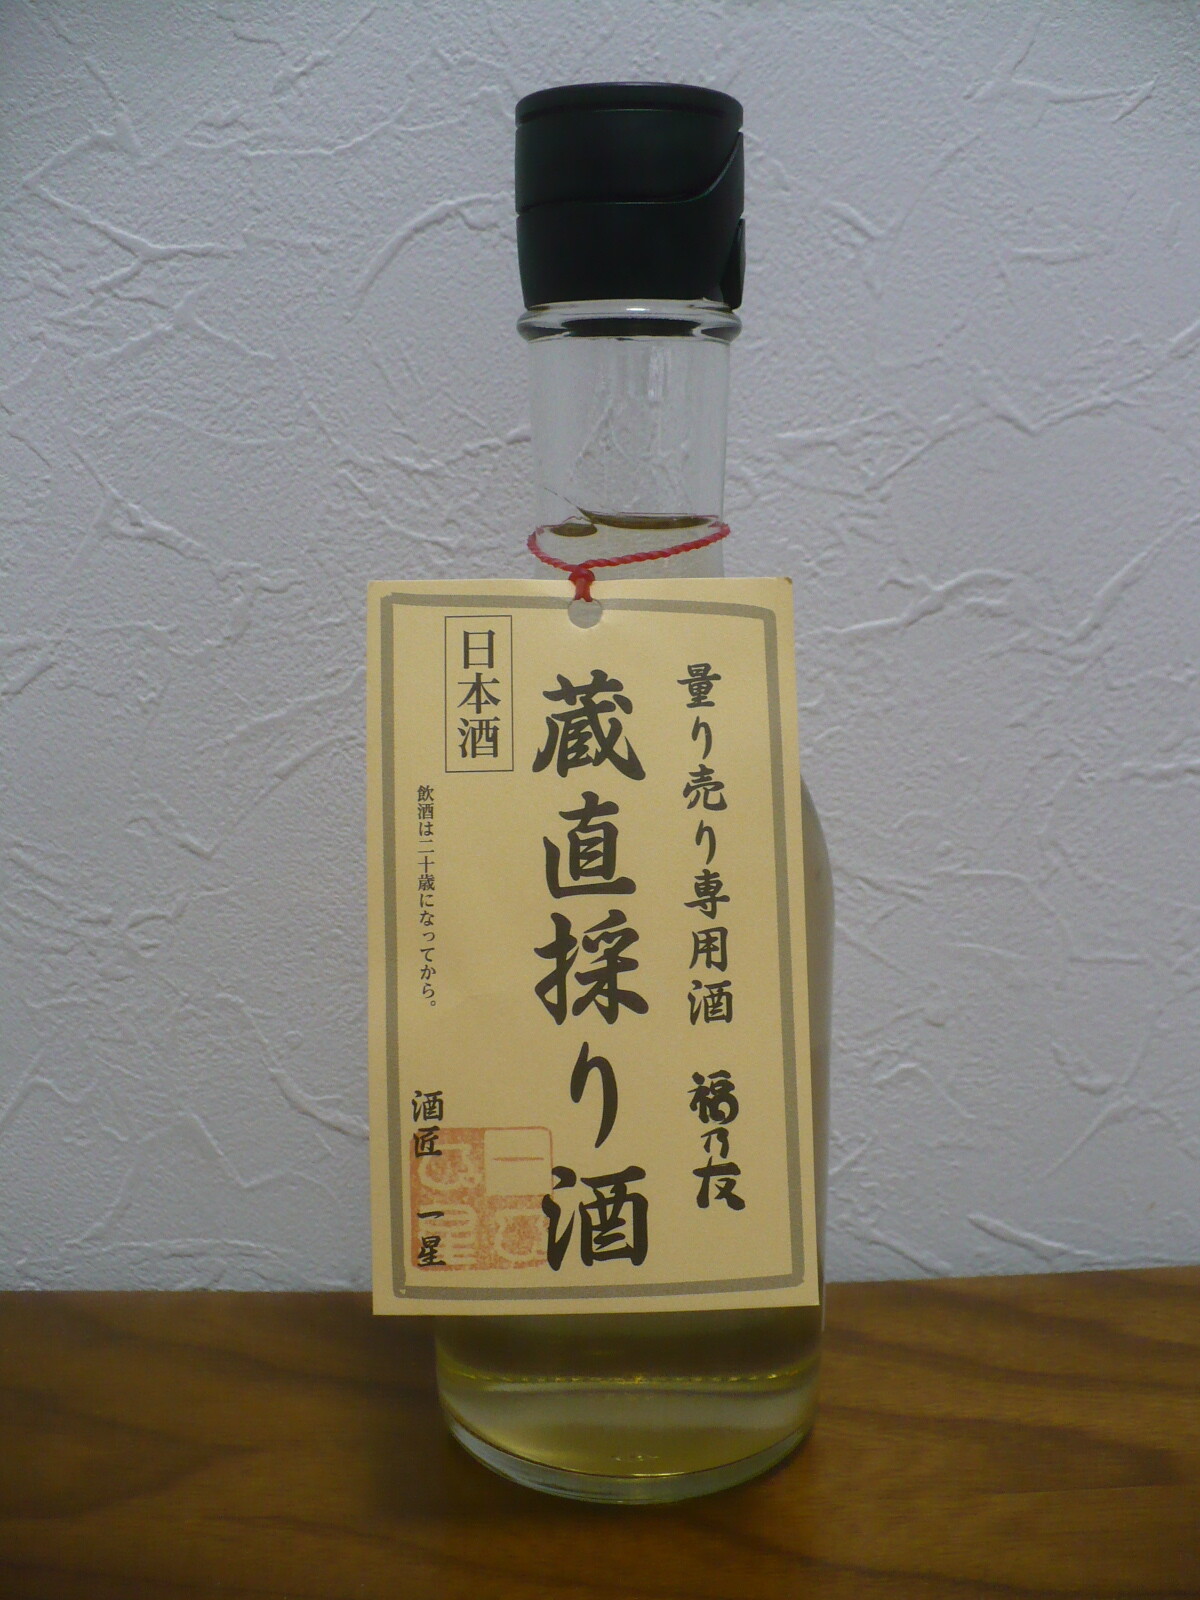 量り売り専用酒 福乃友
蔵直採り酒
日本酒
飲酒は二十歳になってから。
酒匠 一星